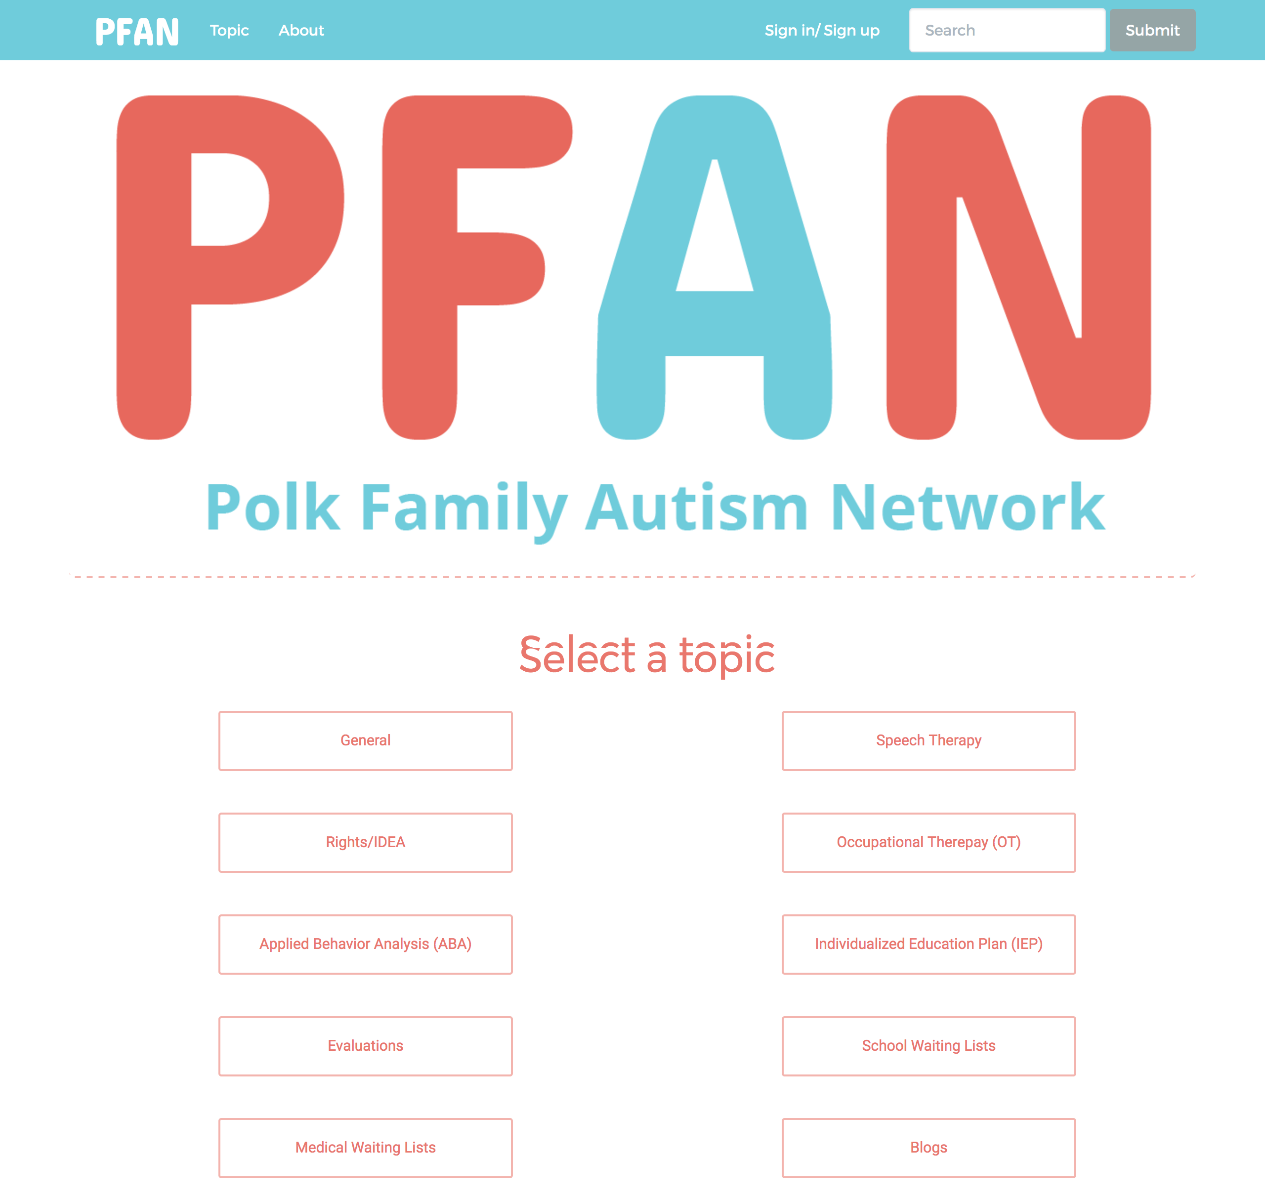 PFAN Topic About Sign in/ Sign up Search Submit
PFAN
Polk Family Autism Network
Select a topic
General Speech Therapy
Rights/IDEA Occupational Therepay (OT)
Applied Behavior Analysis (ABA) Individualized Education Plan (IEP)
Evaluations School Waiting Lists
Medical Waiting Lists Blogs